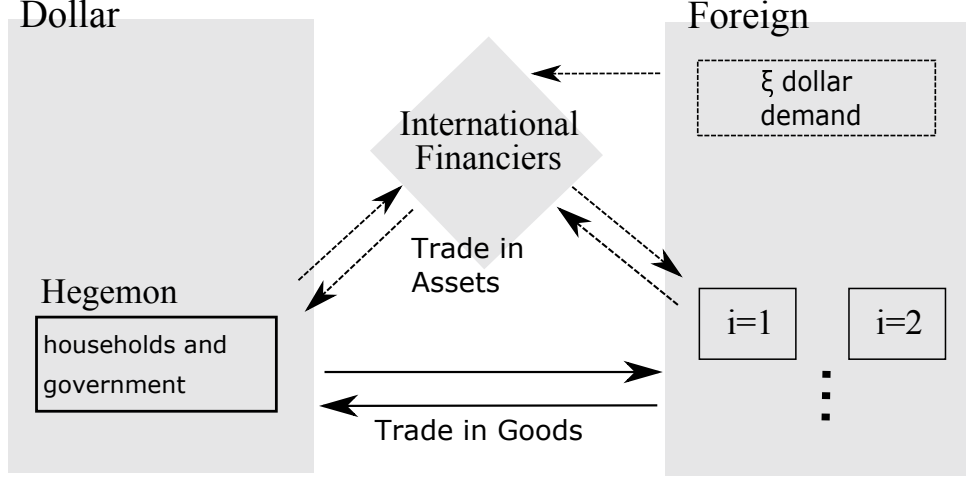 Dollar
Foreign
ξ dollar
demand
International
Financiers
Trade in
Assets
Hegemon
households and
government
i=1
i=2
Trade in Goods